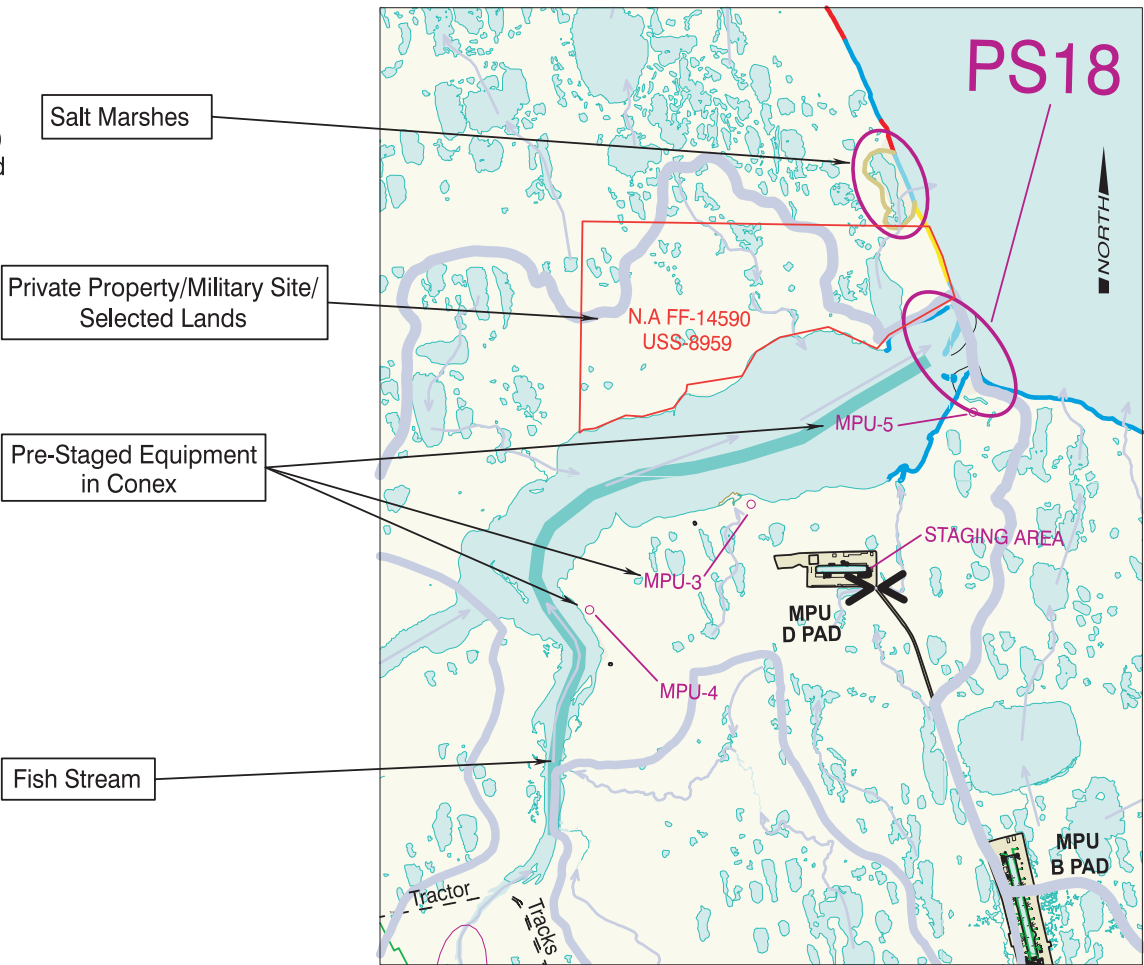 PS18
Salt Marshes
d
NORTH
Private Property/Military Site/
Selected Lands
N.A FF-14590
USS-8959
MPU-5
Pre-Staged Equipment
in Conex
STAGING AREA
MPU-3
MPU
D PAD
MPU-4
Fish Stream
MPU
B PAD
Tractor
Tracks